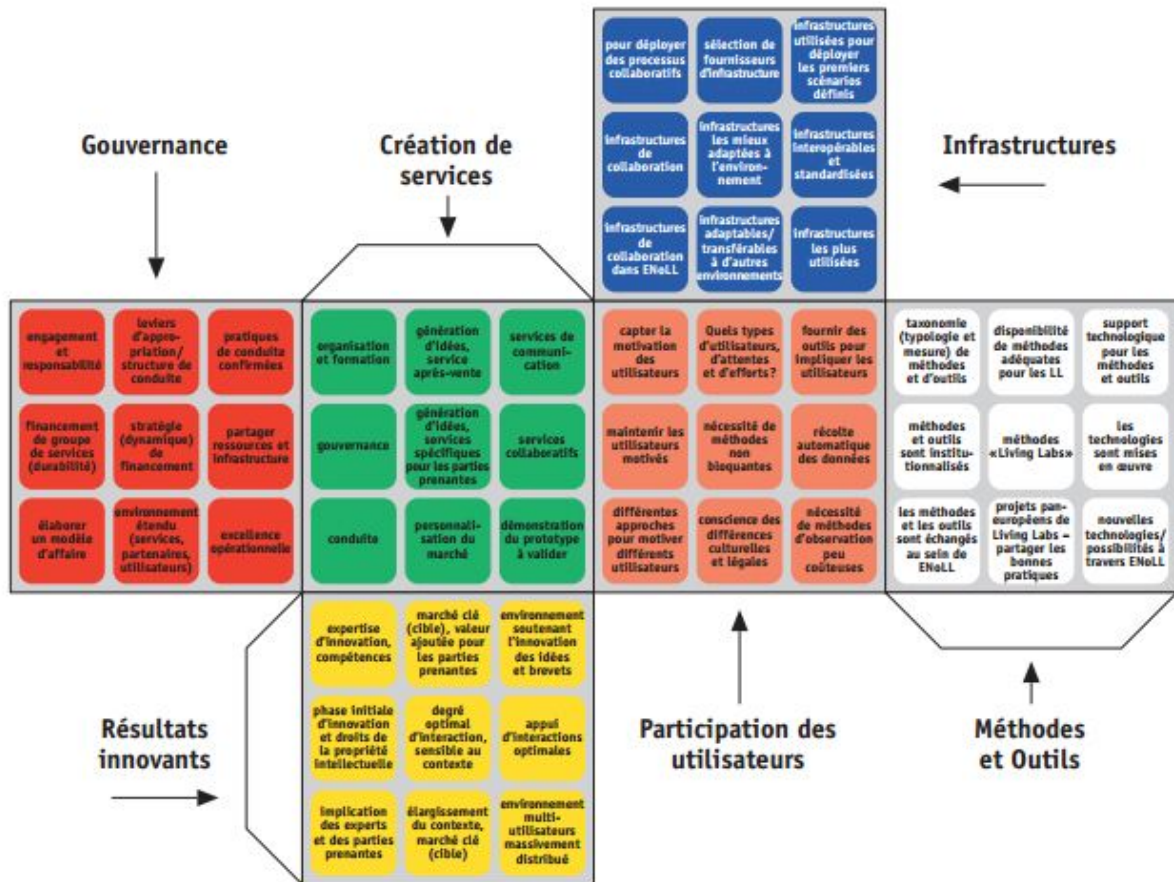 pour déployer
des processus
collaboratifs
sélection de
fournisseurs
d'infrastructure
infrastructures
utilisées pour
déployer
les premiers
scénarios
définis
infrastructures
de
collaboration
infrastructures
les mieux
adaptées à
l'environ-
nement
infrastructures
interopérables
et
standardisées
infrastructures
de
collaboration
dans ENoLL
infrastructures
adaptables/
transférables
à d'autres
environnements
infrastructures
les plus
utilisées
Gouvernance
Création de
services
Infrastructures
engagement
et
responsabilité
leviers
d'appro-
priation/
structure de
conduite
pratiques
de conduite
confirmées
financement
de groupe
de services
(durabilité)
stratégie
(dynamique)
de
financement
partager
ressources et
infrastructure
élaborer
un modèle
d'affaire
environnement
étendu
(services,
partenaires,
utilisateurs)
excellence
opérationnelle
organisation
et formation
génération
d'idées,
service
après-vente
services de
communi-
cation
gouvernance
génération
d'idées,
services
spécifiques
pour les parties
prenantes
services
collaboratifs
conduite
personnali-
sation du
marché
démonstration
du prototype
à valider
capter la
motivation
des
utilisateurs
Quels types
d'utilisateurs,
d'attentes
et d'efforts?
fournir des
outils pour
impliquer les
utilisateurs
maintenir les
utilisateurs
motivés
nécessité
de méthodes
non
bloquantes
récolte
automatique
des données
différentes
approches
pour motiver
différents
utilisateurs
conscience des
différences
culturelles et
légales
nécessité
de méthodes
d'observation
peu
coûteuses
taxonomie
(typologie et
mesure) de
méthodes
et d'outils
disponibilité
de méthodes
adéquates
pour les LL
support
technologique
pour les
méthodes
et outils
méthodes
et outils
sont institu-
tionnalisés
méthodes
«Living Labs»
les
technologies
sont mises
en œuvre
les méthodes
et les outils
sont échangés
au sein de
ENoLL
projets pan-
européens de
Living Labs –
partager les
bonnes
pratiques
nouvelles
technologies/
possibilités à
travers ENoLL
expertise
d'innovation,
compétences
marché clé
(cible), valeur
ajoutée pour
les parties
prenantes
environnement
soutenant
l'innovation
des idées
et brevets
phase initiale
d'innovation
et droits de
la propriété
intellectuelle
degré
optimal
d'interaction,
sensible au
contexte
appui
d'interactions
optimales
implication
des experts
et des parties
prenantes
élargissement
du contexte,
marché clé
(cible)
environnement
multi-
utilisateurs
massivement
distribué
Résultats
innovants
Participation des
utilisateurs
Méthodes
et Outils